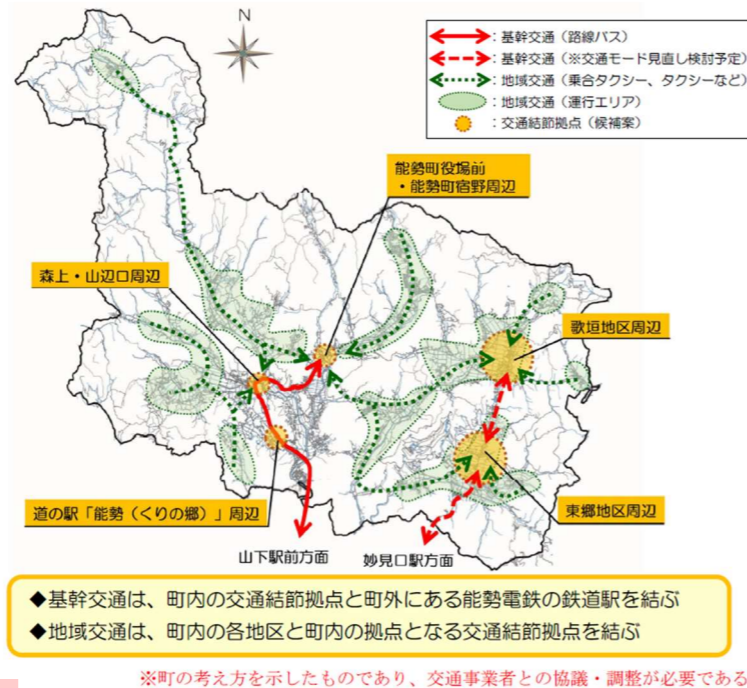 N
：基幹交通（路線バス）
：基幹交通（※交通モード見直し検討予定）
：地域交通（乗合タクシー、タクシーなど）
：地域交通（運行エリア）
：交通結節拠点（候補案）
能勢町役場前
・能勢町宿野周辺
森上・山辺口周辺
歌垣地区周辺
道の駅「能勢（くりの郷）」周辺
東郷地区周辺
山下駅前方面
妙見口駅方面
◆基幹交通は、町内の交通結節拠点と町外にある能勢電鉄の鉄道駅を結ぶ
◆地域交通は、町内の各地区と町内の拠点となる交通結節拠点を結ぶ
※町の考え方を示したものであり、交通事業者との協議・調整が必要である